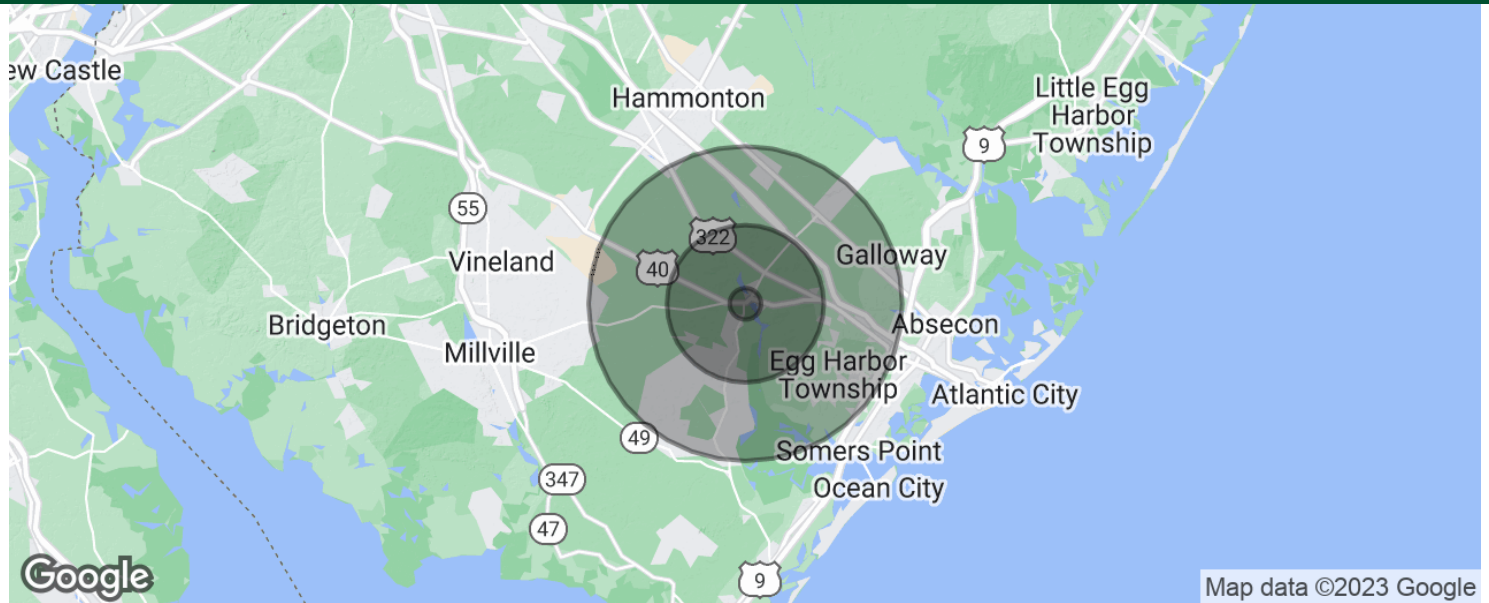 ew Castle
Hammonton
Little Egg
Harbor
Township
9
55
322
Galloway
Vineland
40
Bridgeton
Absecon
Millville
Egg Harbor
Township
Atlantic City
49
Somers Point
347
Ocean City
47
9
Google
Map data ©2023 Google